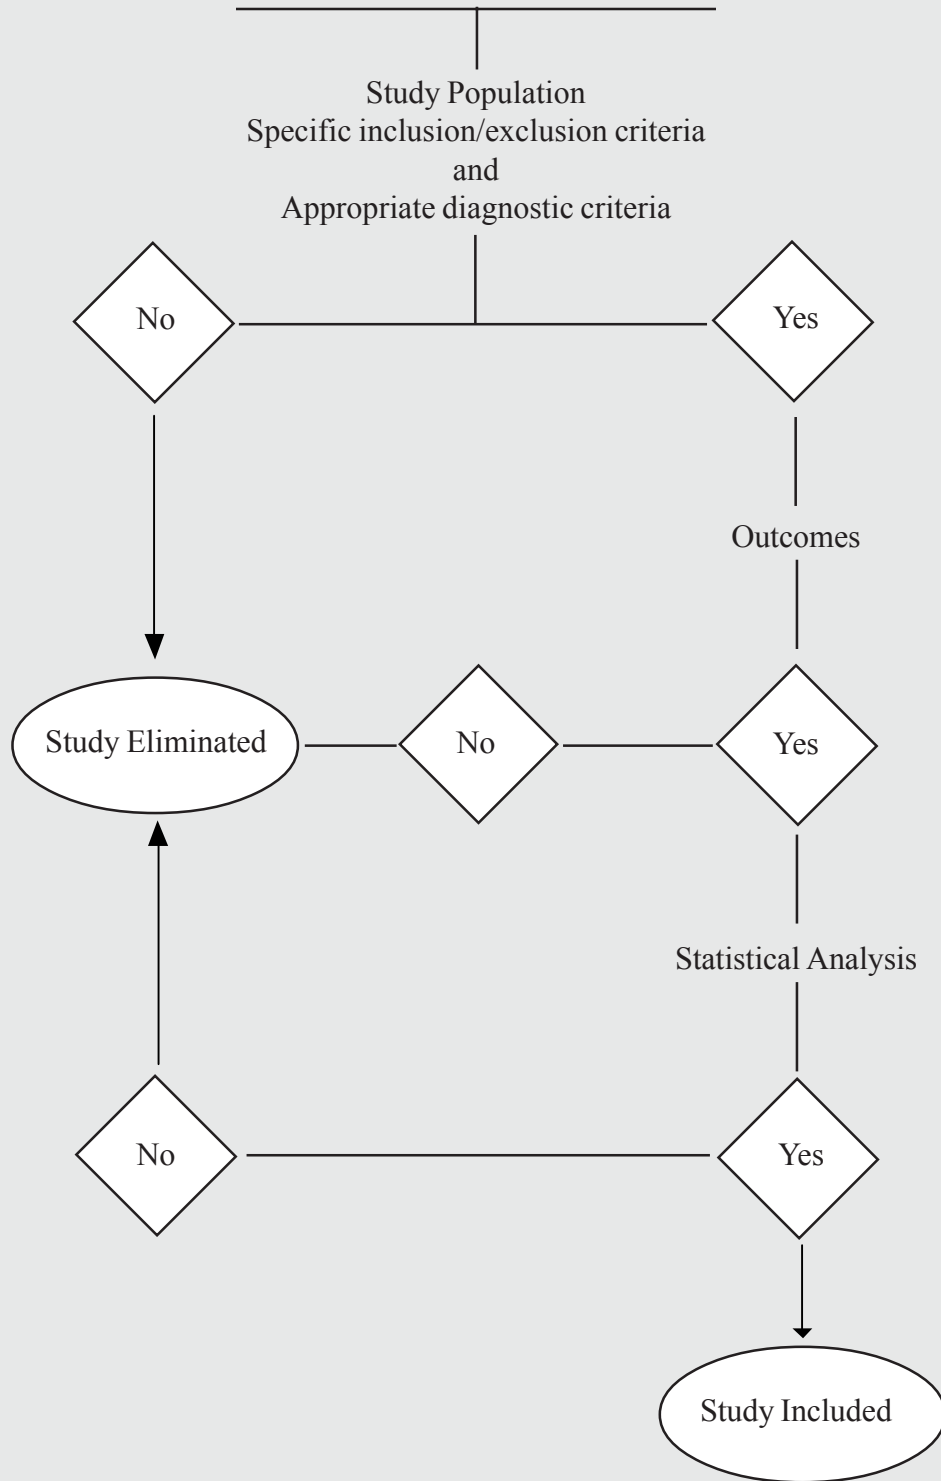 Study Population
Specific inclusion/exclusion criteria
and
Appropriate diagnostic criteria
No
Yes
Outcomes
Study Eliminated
No
Yes
Statistical Analysis
No
Yes
Study Included